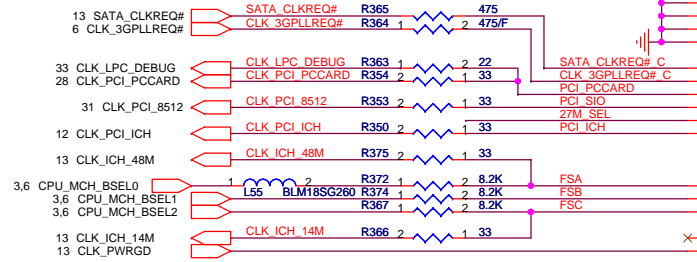 13 SATA_CLKREQ# SATA_CLKREQ# R365 475
6 CLK_3GPLLREQ# CLK_3GPLLREQ# R364 1 2 475/F
SATA_CLKREQ#_C
33 CLK_LPC_DEBUG CLK_LPC_DEBUG R363 1 2 22
CLK_3GPLLREQ#_C
28 CLK_PCI_PCCARD CLK_PCI_PCCARD R354 2 1 33
PCI_PCCARD
31 CLK_PCI_8512 CLK_PCI_8512 R353 2 1 33 PCI_SIO
27M_SEL
12 CLK_PCI_ICH CLK_PCI_ICH R350 2 1 33 PCI_ICH
13 CLK_ICH_48M CLK_ICH_48M R375 2 1 33
3,6 CPU_MCH_BSEL0 1 2 R372 1 2 8.2K FSA
L55 BLM18SG260
3,6 CPU_MCH_BSEL1 R374 1 2 8.2K FSB
3,6 CPU_MCH_BSEL2 R367 1 2 8.2K FSC
13 CLK_ICH_14M CLK_ICH_14M R366 2 1 33
13 CLK_PWRGD